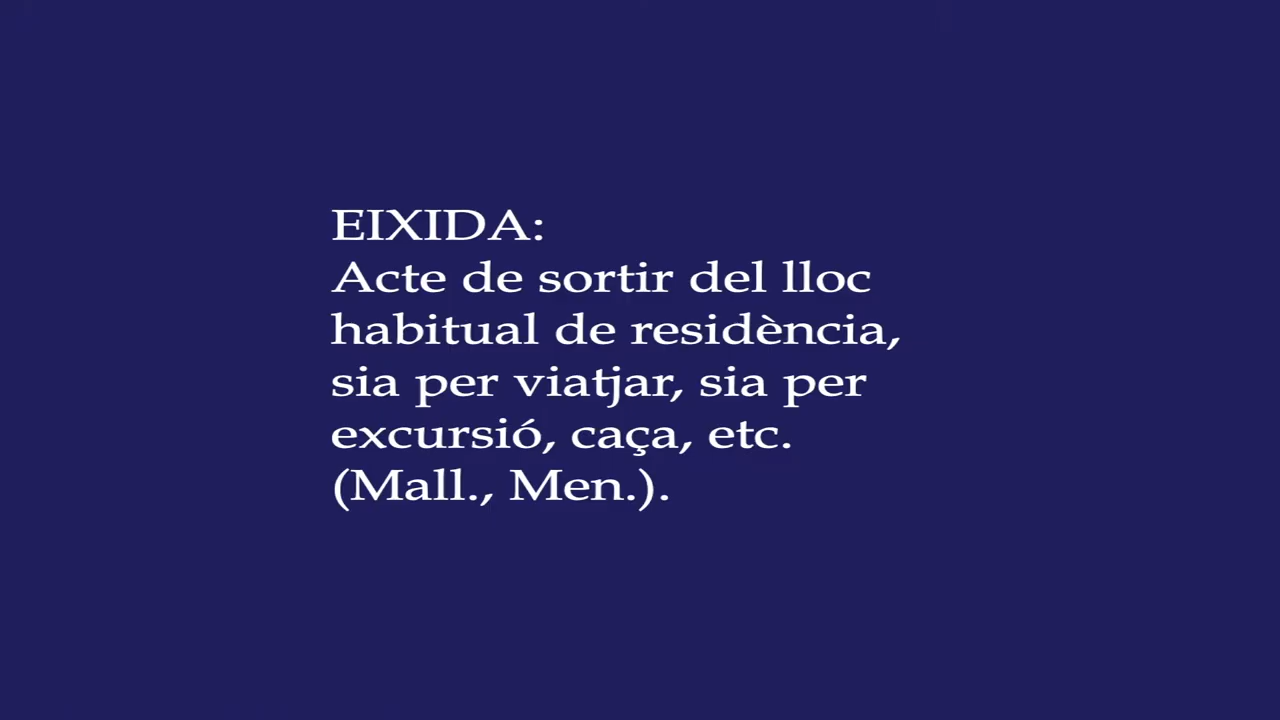 EIXIDA:
Acte de sortir del lloc
habitual de residència,
sia per viatjar, sia per
excursió, caça, etc.
(Mall., Men.).